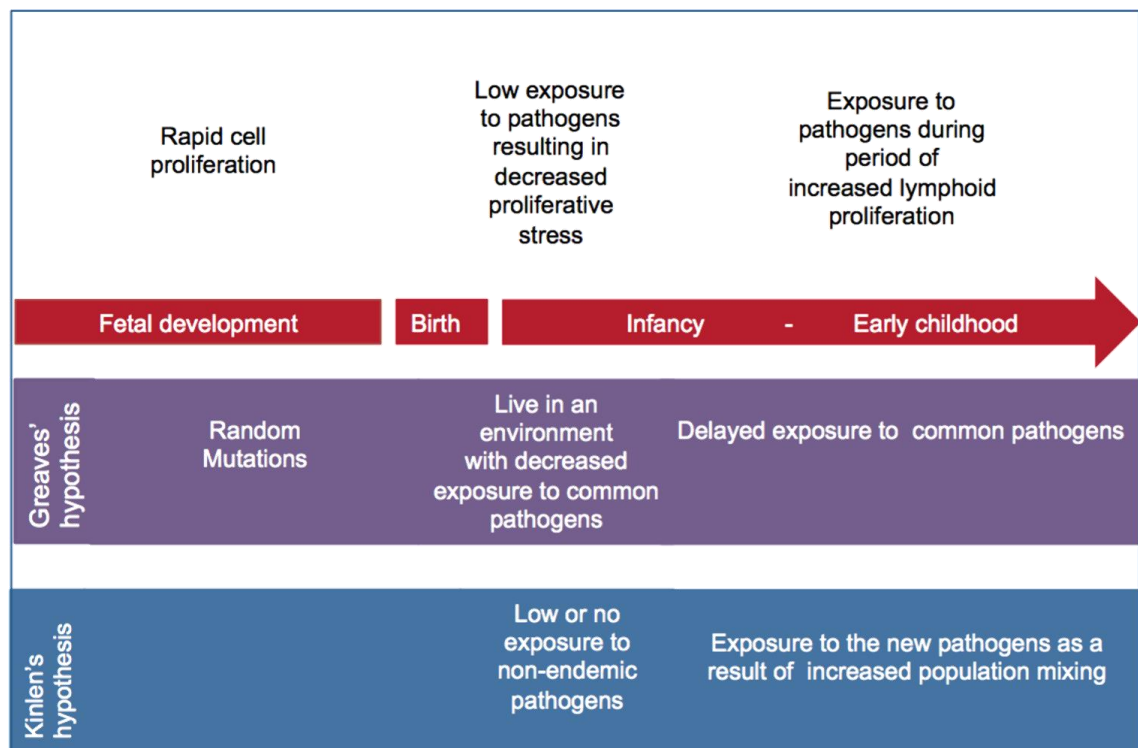 Rapid cell
proliferation
Low exposure
to pathogens
resulting in
decreased
proliferative
stress
Exposure to
pathogens during
period of
increased lymphoid
proliferation
Fetal development
Birth
Infancy - Early childhood
Greaves'
hypothesis
Random
Mutations
Live in an
environment
with decreased
exposure to common
pathogens
Delayed exposure to common pathogens
Kinlen's
hypothesis
Low or no
exposure to
non-endemic
pathogens
Exposure to the new pathogens as a
result of increased population mixing